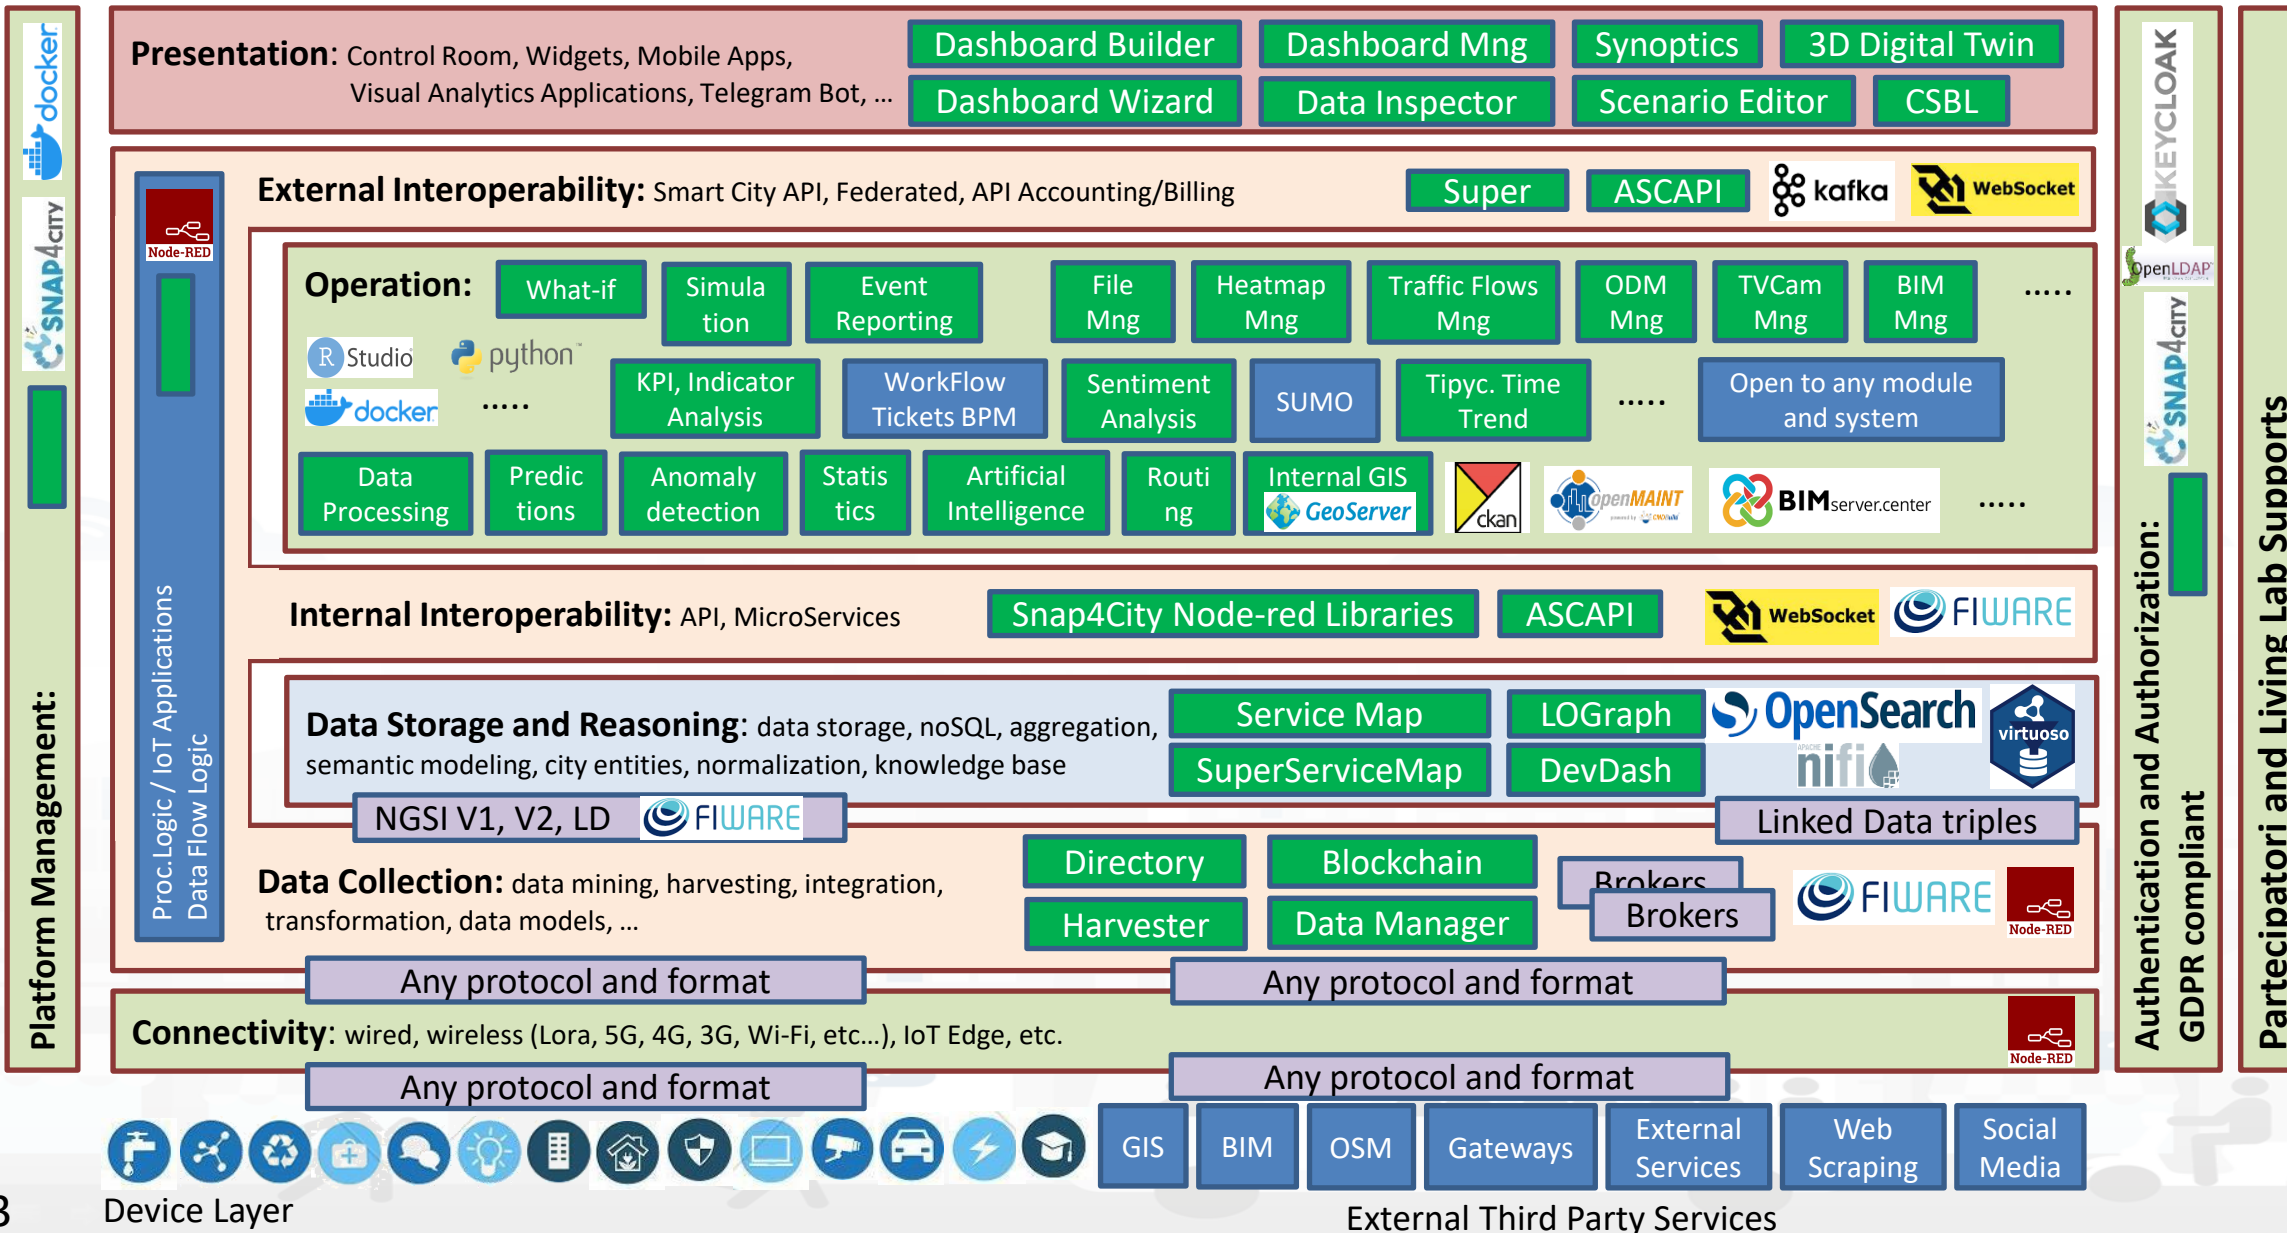 docker
SNAP4CITY
Platform Management:
Presentation: Control Room, Widgets, Mobile Apps,
Visual Analytics Applications, Telegram Bot, ...
Dashboard Builder
Dashboard Mng
Synoptics
3D Digital Twin
Dashboard Wizard
Data Inspector
Scenario Editor
CSBL
Node-RED
Proc.Logic / IoT Applications
Data Flow Logic
External Interoperability: Smart City API, Federated, API Accounting/Billing
Super
ASCAPI
kafka
WebSocket
Operation:
What-if
Simula
tion
Event
Reporting
File
Mng
Heatmap
Mng
Traffic Flows
Mng
ODM
Mng
TVCam
Mng
BIM
Mng
.....
R Studio
python
docker
.....
KPI, Indicator
Analysis
WorkFlow
Tickets BPM
Sentiment
Analysis
SUMO
Tipyc. Time
Trend
.....
Open to any module
and system
Data
Processing
Predic
tions
Anomaly
detection
Statis
tics
Artificial
Intelligence
Routi
ng
Internal GIS
GeoServer
ckan
openMAINT
BIMserver.center
.....
Internal Interoperability: API, MicroServices
Snap4City Node-red Libraries
ASCAPI
WebSocket
FIWARE
Data Storage and Reasoning: data storage, noSQL, aggregation,
semantic modeling, city entities, normalization, knowledge base
Service Map
LOGraph
OpenSearch
virtuoso
SuperServiceMap
DevDash
APACHE
nifi
NGSI V1, V2, LD
FIWARE
Linked Data triples
Data Collection: data mining, harvesting, integration,
transformation, data models, ...
Directory
Blockchain
Brokers
Harvester
Data Manager
Brokers
FIWARE
Node-RED
Any protocol and format
Any protocol and format
Connectivity: wired, wireless (Lora, 5G, 4G, 3G, Wi-Fi, etc...), IoT Edge, etc.
Node-RED
Any protocol and format
Any protocol and format
GIS
BIM
OSM
Gateways
External
Services
Web
Scraping
Social
Media
3
Device Layer
External Third Party Services
KEYCLOAK
OpenLDAP
SNAP4CITY
Authentication and Authorization:
GDPR compliant
Partecipatori and Living Lab Supports